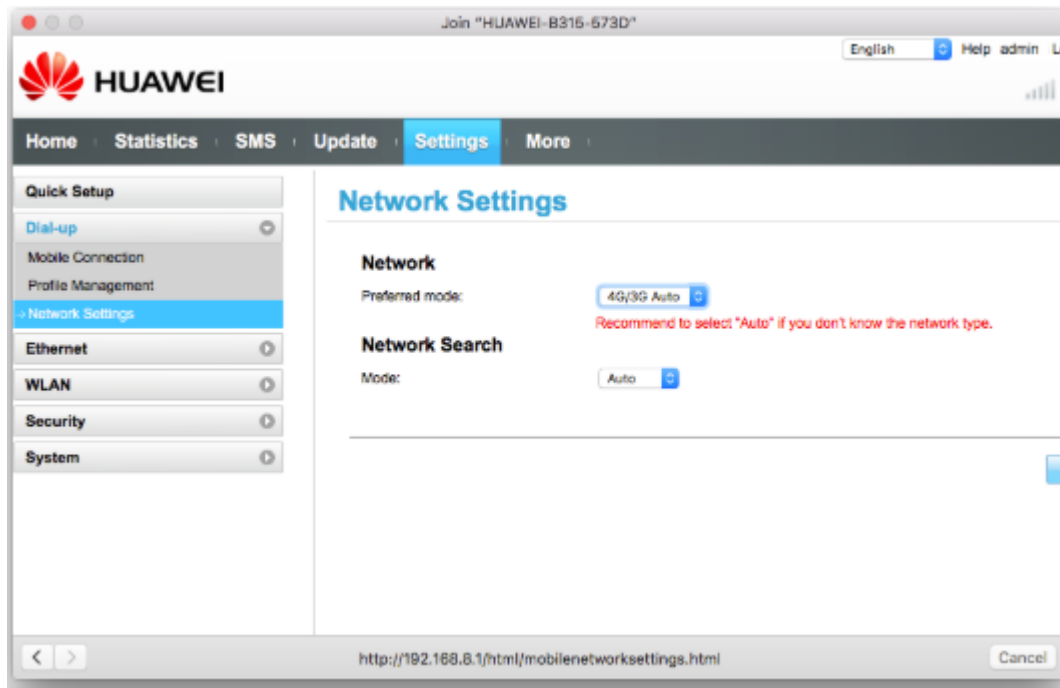 Join "HUAWEI-B315-573D"
English Help admin
HUAWEI
Home Statistics SMS Update Settings More
Quick Setup
Network Settings
Dial-up
Mobile Connection
Profile Management
Network Settings
Ethernet
WLAN
Security
System
Network
Preferred mode: 4G/3G Auto
Recommend to select "Auto" if you don't know the network type.
Network Search
Mode: Auto
http://192.168.8.1/html/mobilenetworksettings.html
Cancel